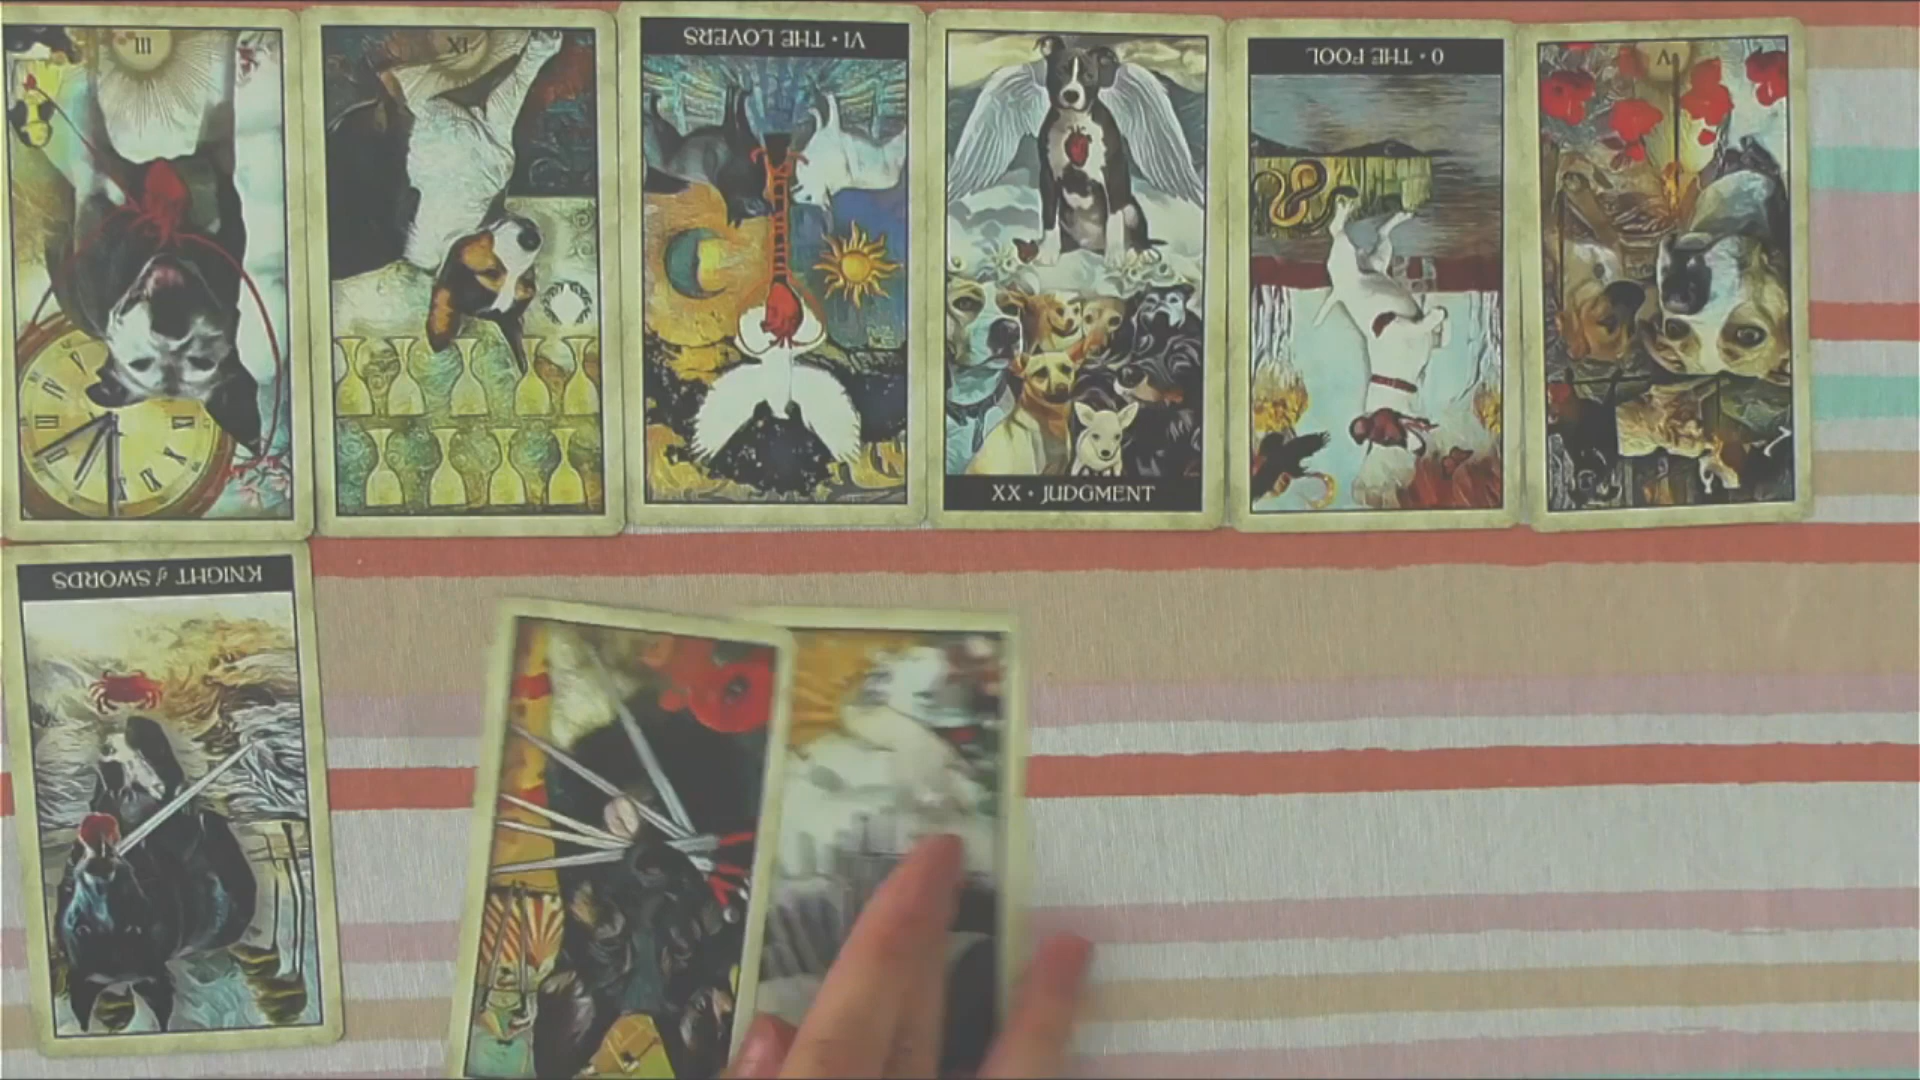 III
IX
VI • THE LOVERS
XX • JUDGMENT
0 • THE FOOL
KNIGHT of SWORDS